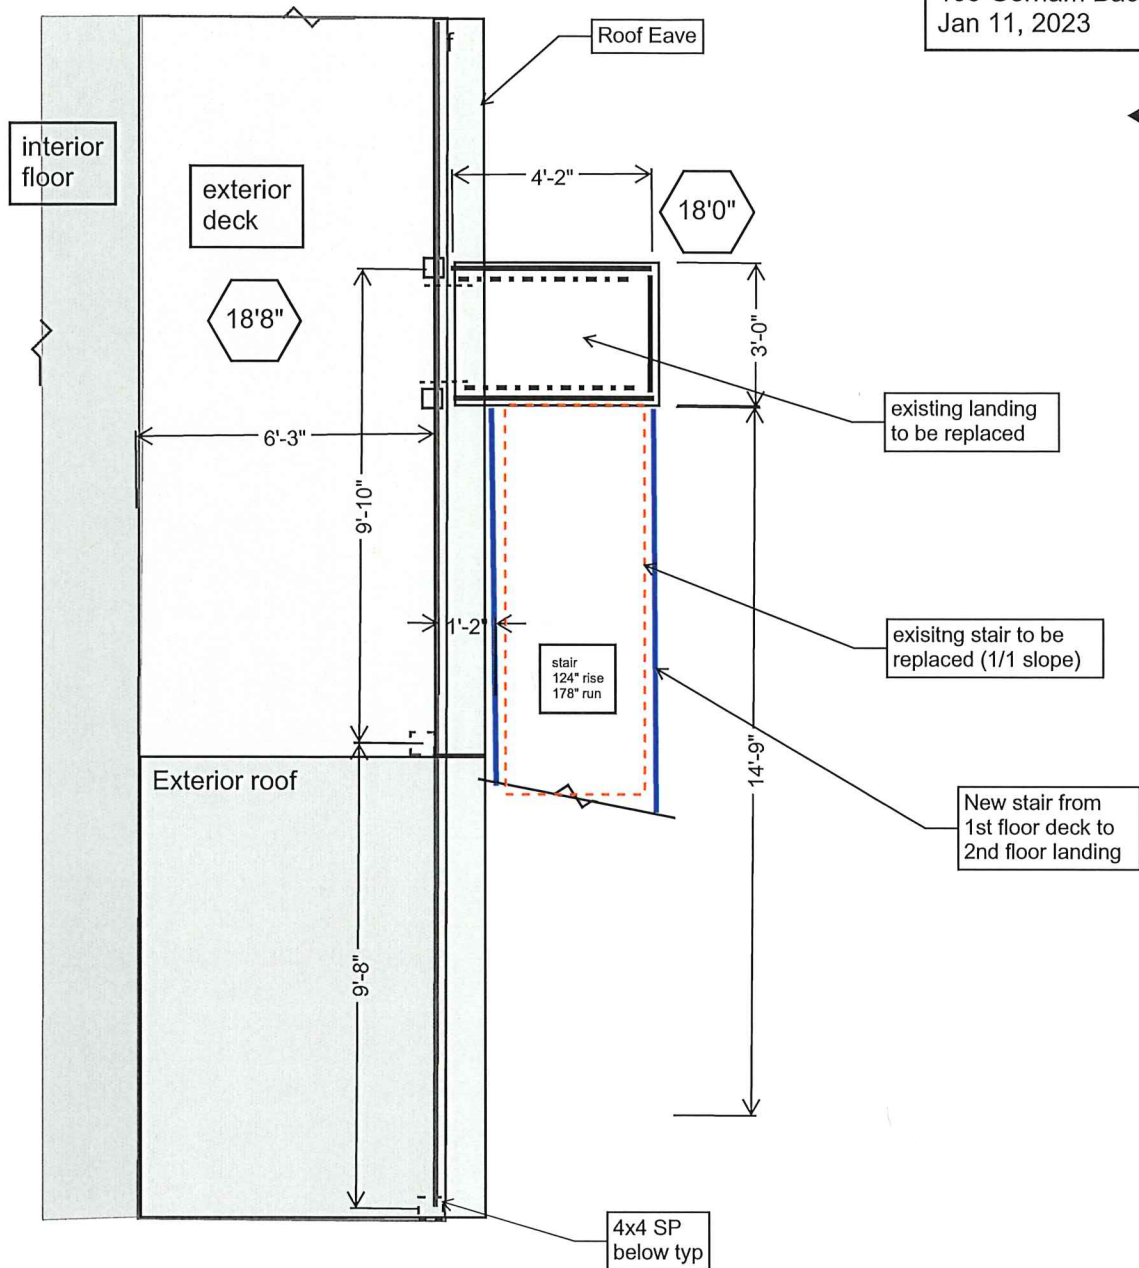 Jan 11, 2023
Roof Eave
f
interior
floor
exterior
deck
4'-2"
18'0"
18'8"
3'-0"
existing landing
to be replaced
6'-3"
9'-10"
1'-2"
exisitng stair to be
replaced (1/1 slope)
stair
124" rise
178" run
14'-9"
Exterior roof
New stair from
1st floor deck to
2nd floor landing
9'-8"
4x4 SP
below typ